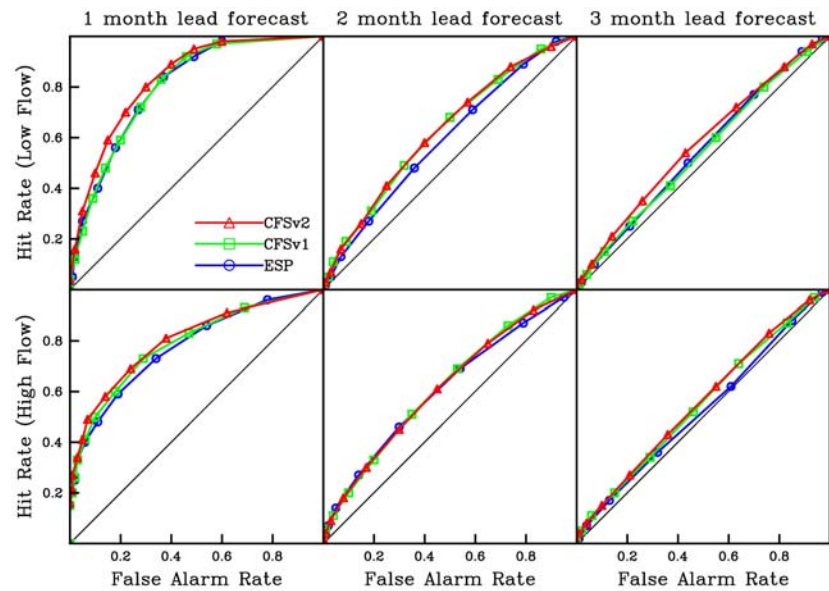 1 month lead forecast 2 month lead forecast 3 month lead forecast
Hit Rate (Low Flow)
0.8
0.6
0.4
0.2
CFSv2
CFSv1
ESP
Hit Rate (High Flow)
0.8
0.6
0.4
0.2
0.2 0.4 0.6 0.8 0.2 0.4 0.6 0.8 0.2 0.4 0.6 0.8
False Alarm Rate False Alarm Rate False Alarm Rate